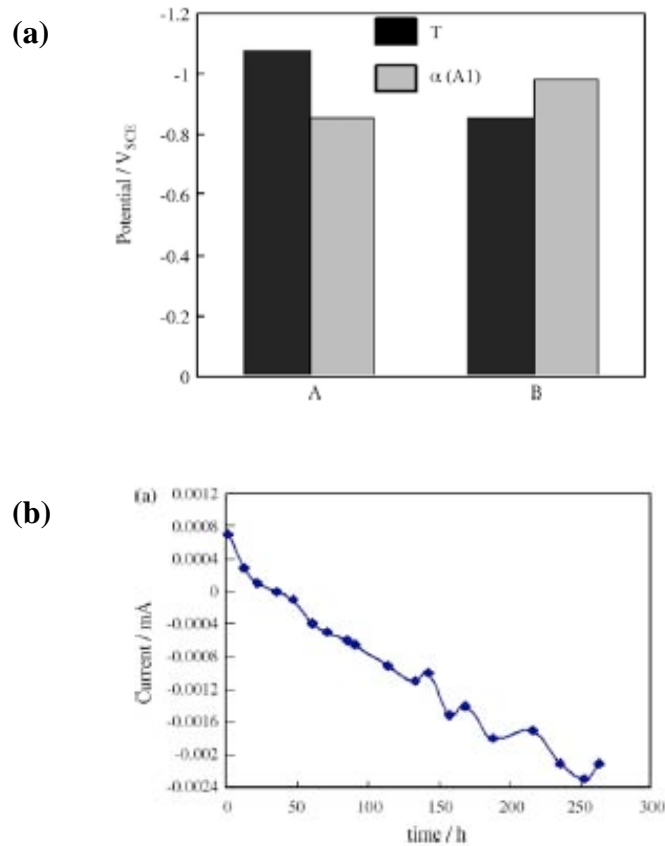 (a)
-1.2
-1
-0.8
-0.6
-0.4
-0.2
0
Potential / V_SCE
T
α (A1)
A
B
(b)
(a)
0.0012
0.0008
0.0004
0
-0.0004
-0.0008
-0.0012
-0.0016
-0.002
-0.0024
Current / mA
0 50 100 150 200 250 300
time / h